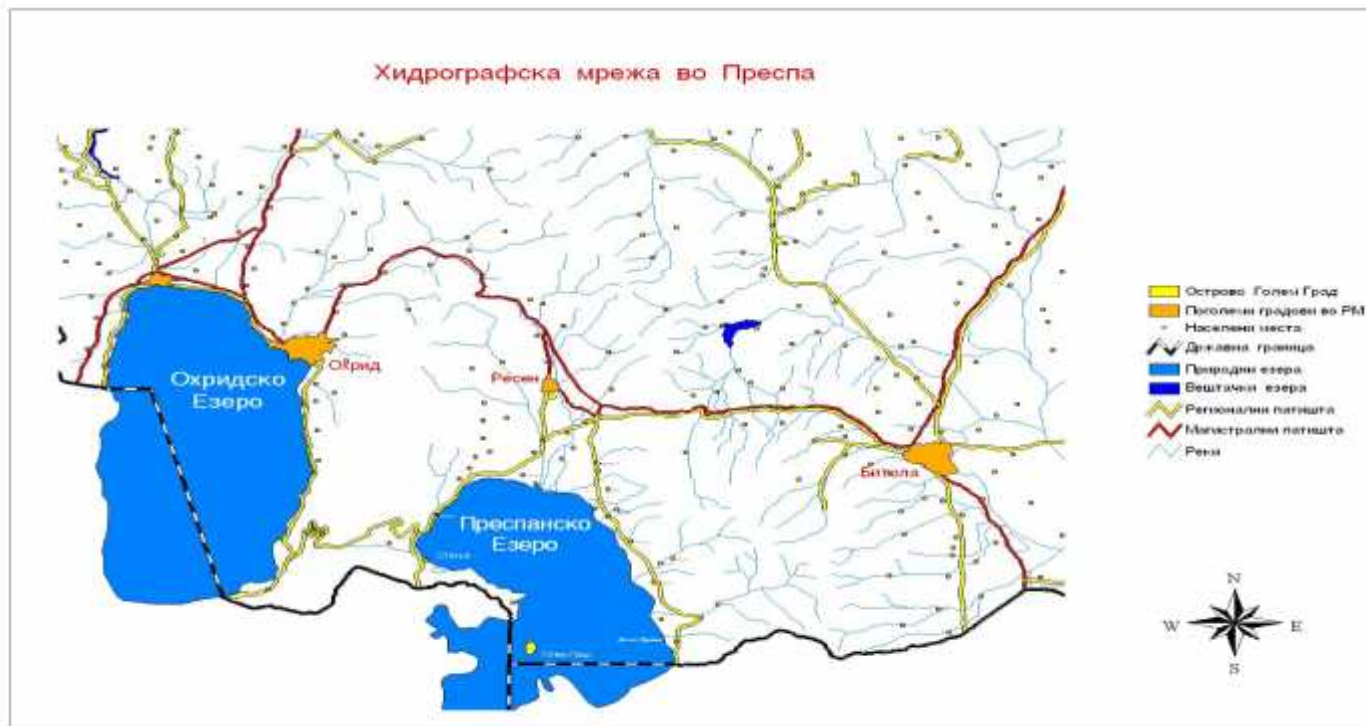 Хидрографска мрежа во Преспа
Охридско
Езеро
Охрид
Ресен
Битола
Преспанско
Езеро
Острово Голем Град
Поголеми градови во РМ
Населени места
Државна граница
Природни езера
Вештачки езера
Регионални патишта
Магистрални патишта
Реки
N
W
E
S